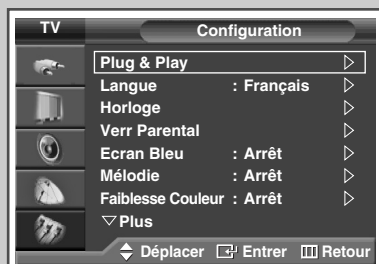 TV Configuration
Plug & Play
Langue : Français
Horloge
Verr Parental
Ecran Bleu : Arrêt
Mélodie : Arrêt
Faiblesse Couleur : Arrêt
Plus
Déplacer Entrer Retour